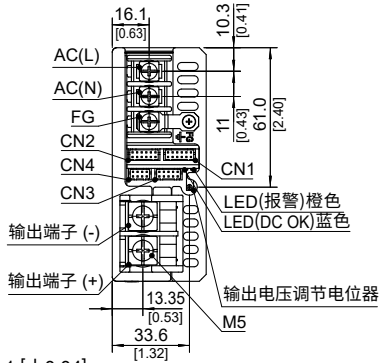 16.1
[0.63]
10.3
[0.41]
AC(L)
AC(N)
FG
11
[0.43]
61.0
[2.40]
CN2
CN4
CN1
CN3
LED(报警)橙色
LED(DC OK)蓝色
输出端子 (-)
输出端子 (+)
输出电压调节电位器
13.35
[0.53]
M5
33.6
[1.32]